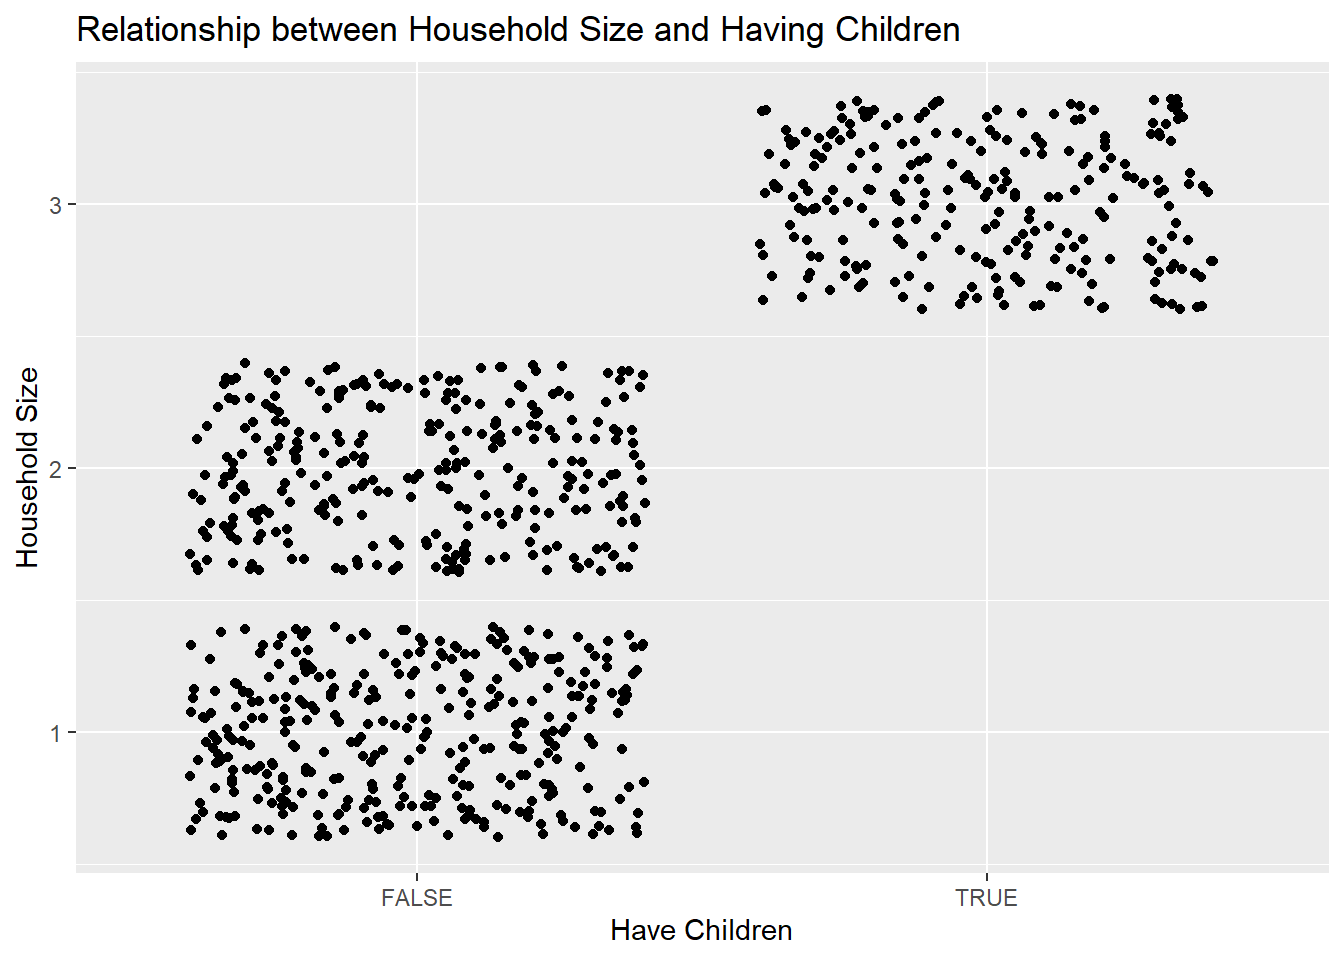 Relationship between Household Size and Having Children
Household Size
3
2
1
FALSE
TRUE
Have Children